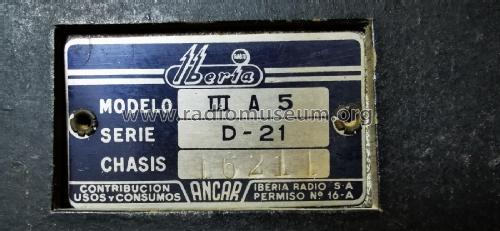 Iberia
MODELO III A 5
www.radiomuseum.org
SERIE D-21
CHASIS 16211
CONTRIBUCION USOS Y CONSUMOS
ANCAR
IBERIA RADIO S·A
PERMISO Nº 16-A